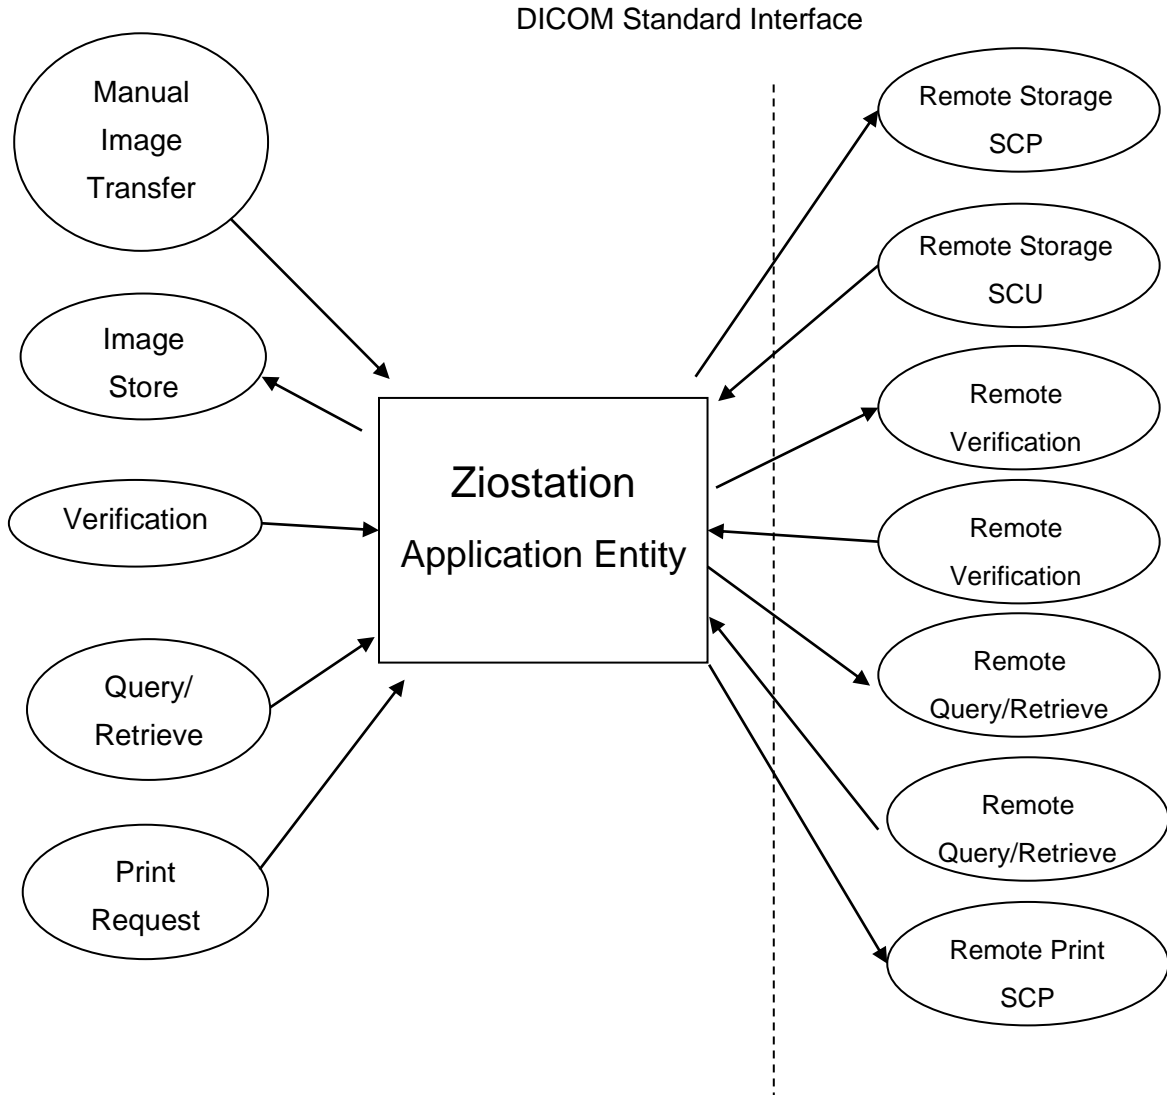 DICOM Standard Interface
Manual
Image
Transfer
Image
Store
Verification
Query/
Retrieve
Print
Request
Ziostation
Application Entity
Remote Storage
SCP
Remote Storage
SCU
Remote
Verification
Remote
Verification
Remote
Query/Retrieve
Remote
Query/Retrieve
Remote Print
SCP